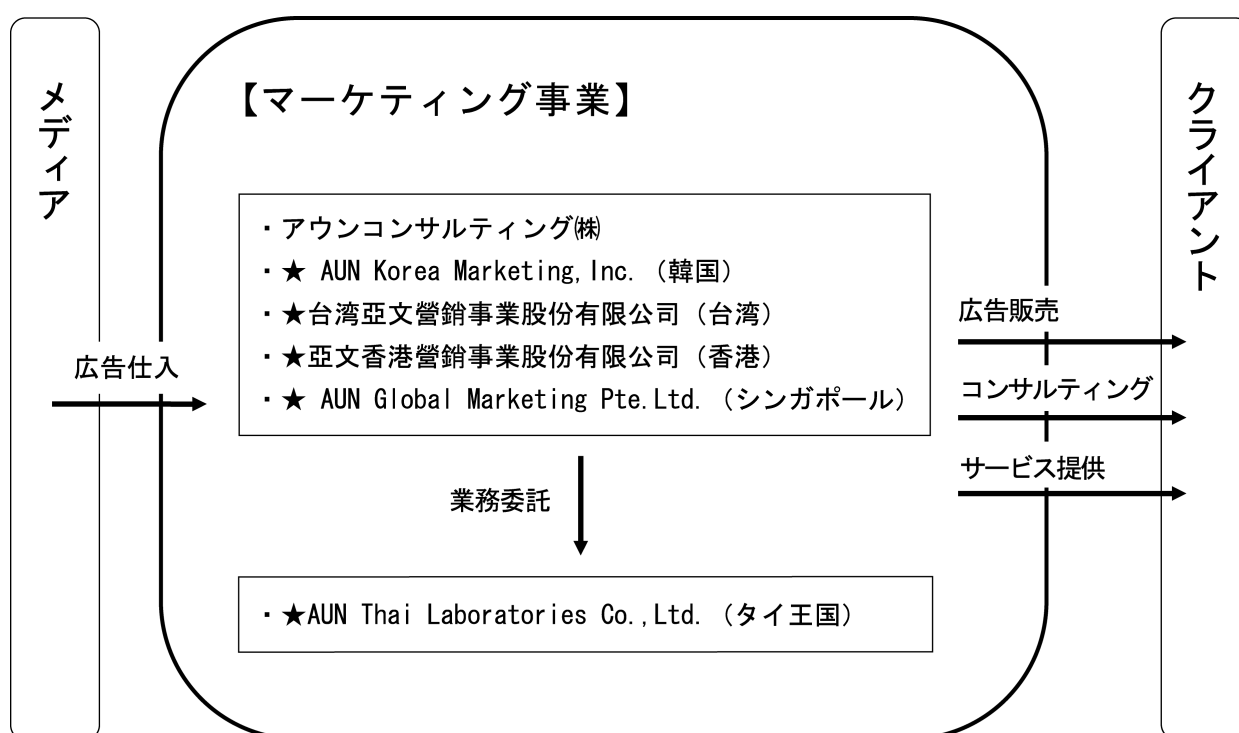 メディア
【マーケティング事業】
クライアント
・アウンコンサルティング㈱
・★ AUN Korea Marketing,Inc.（韓国）
・★台湾亞文營銷事業股份有限公司（台湾）
・★亞文香港營銷事業股份有限公司（香港）
・★ AUN Global Marketing Pte.Ltd.（シンガポール）
広告仕入
広告販売
コンサルティング
サービス提供
業務委託
・★AUN Thai Laboratories Co.,Ltd.（タイ王国）